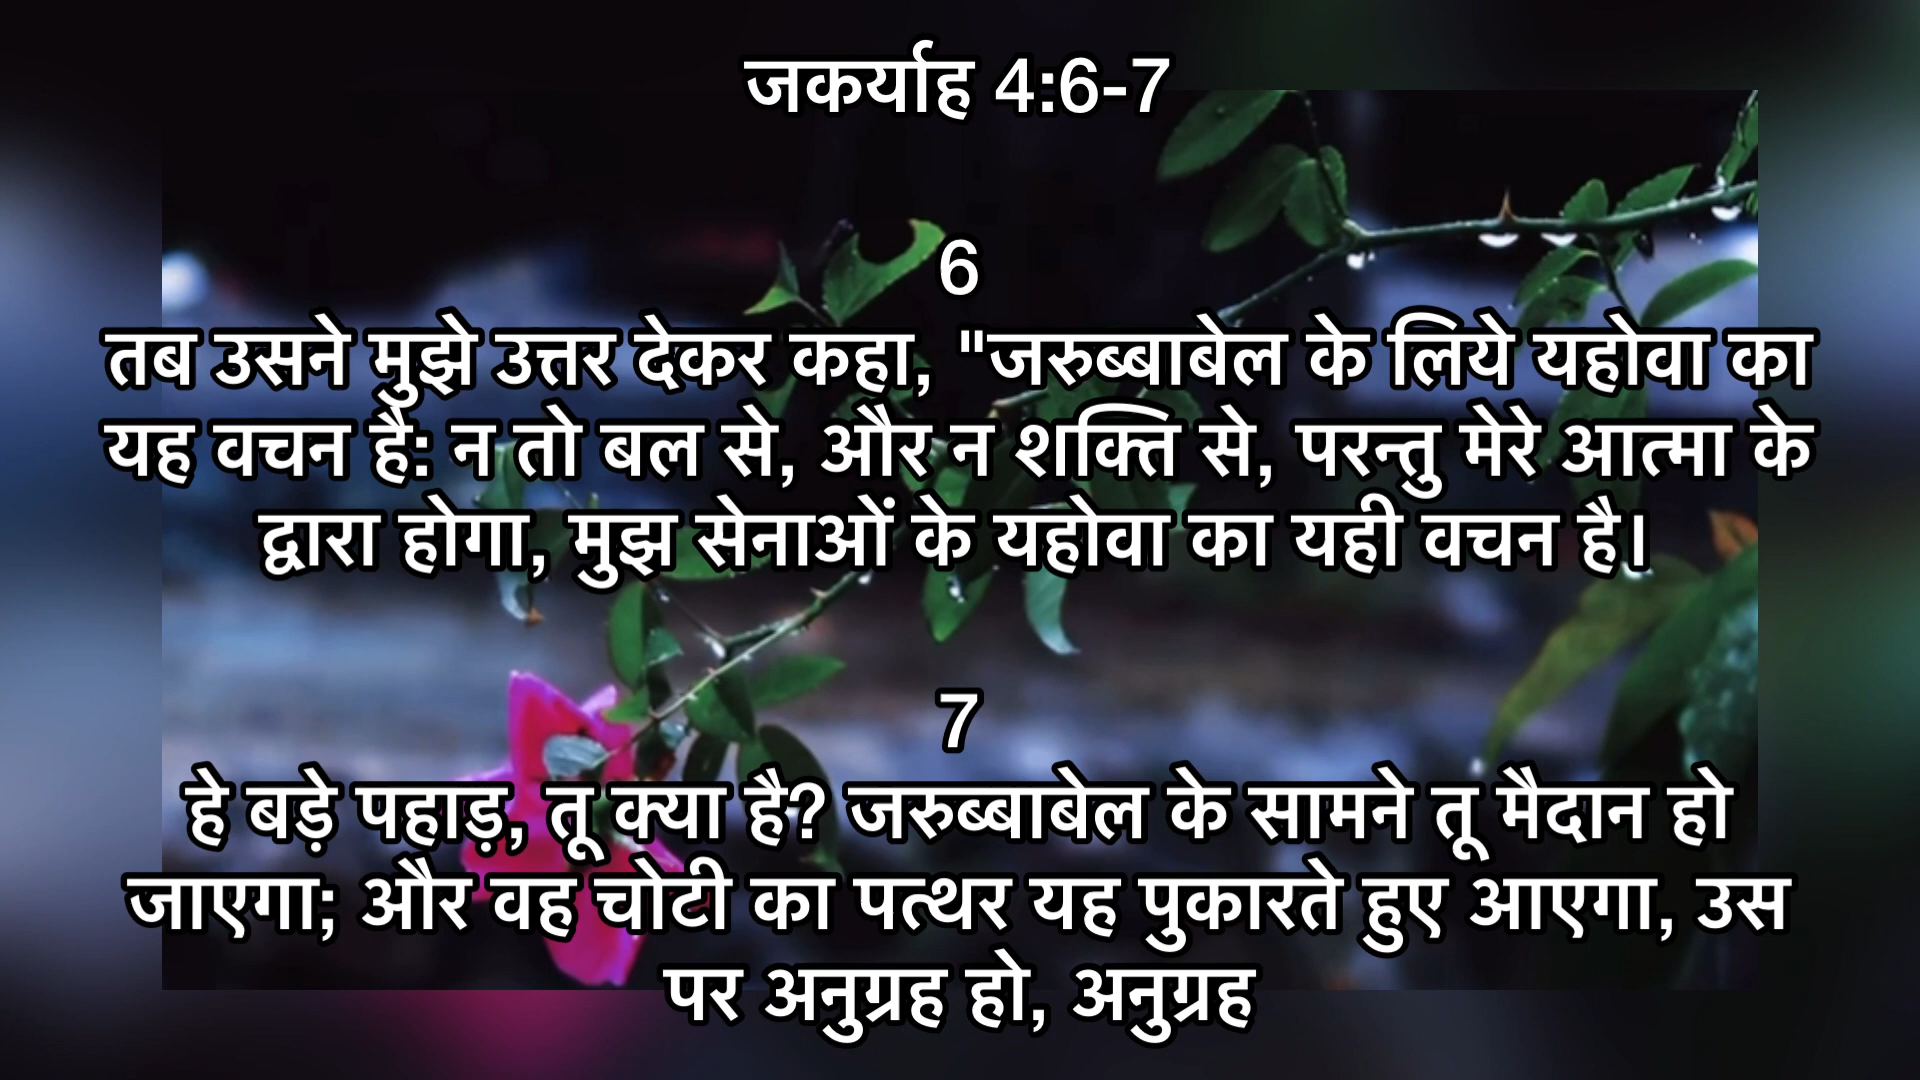 जकर्याह 4:6-7
6
तब उसने मुझे उत्तर देकर कहा, "जरुब्बाबेल के लिये यहोवा का
यह वचन है: न तो बल से, और न शक्ति से, परन्तु मेरे आत्मा के
द्वारा होगा, मुझ सेनाओं के यहोवा का यही वचन है।
7
हे बड़े पहाड़, तू क्या है? जरुब्बाबेल के सामने तू मैदान हो
जाएगा; और वह चोटी का पत्थर यह पुकारते हुए आएगा, उस
पर अनुग्रह हो, अनुग्रह